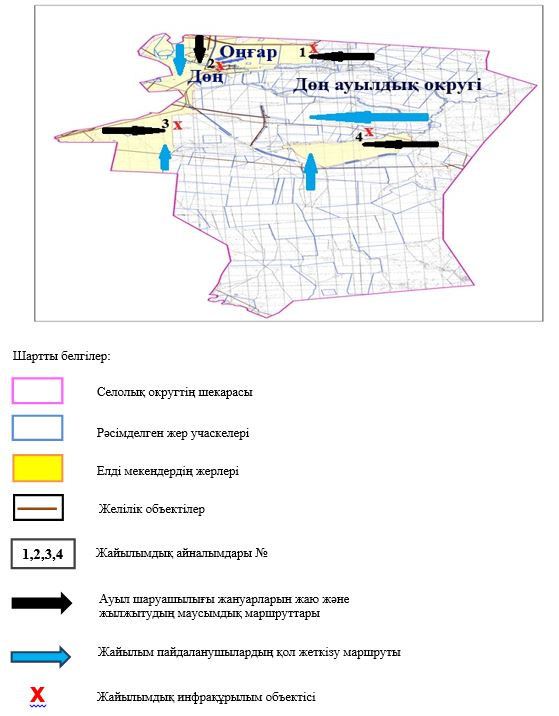 Оңғар
1
X
2
X
Дөң
Дөң ауылдық округі
3
X
X
4
Шартты белгілер:
Селолық округтің шекарасы
Рәсімделген жер учаскелері
Елді мекендердің жерлері
Желілік объектілер
1,2,3,4 Жайылымдық айналымдары №
Ауыл шаруашылығы жануарларын жаю және
жылжытудың маусымдық маршруттары
Жайылым пайдаланушылардың қол жеткізу маршруты
X Жайылымдық инфрақұрылым объектісі